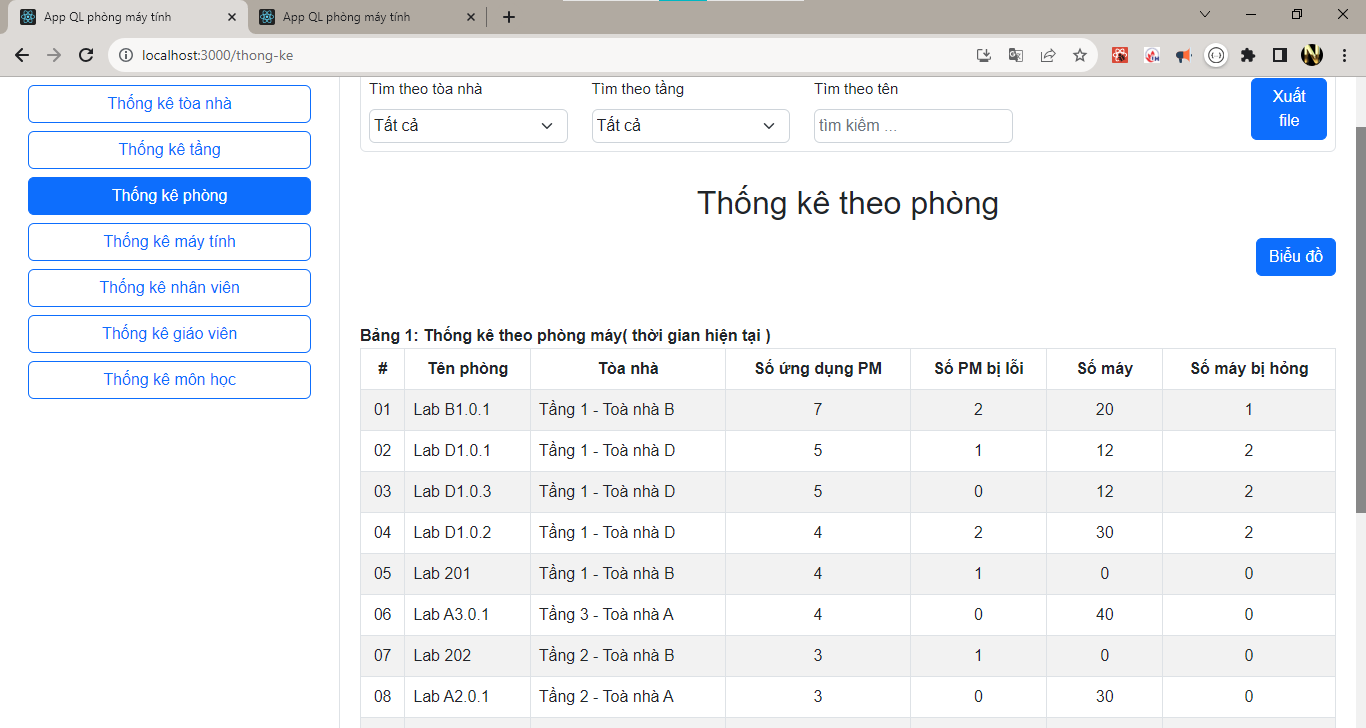 App QL phòng máy tính
App QL phòng máy tính
localhost:3000/thong-ke
Thống kê tòa nhà
Thống kê tầng
Thống kê phòng
Thống kê máy tính
Thống kê nhân viên
Thống kê giáo viên
Thống kê môn học
Tìm theo tòa nhà Tìm theo tầng Tìm theo tên
Tất cả Tất cả tìm kiếm ...
Xuất
file
Thống kê theo phòng
Biểu đồ
Bảng 1: Thống kê theo phòng máy( thời gian hiện tại )
# Tên phòng Tòa nhà Số ứng dụng PM Số PM bị lỗi Số máy Số máy bị hỏng
01 Lab B1.0.1 Tầng 1 - Toà nhà B 7 2 20 1
02 Lab D1.0.1 Tầng 1 - Toà nhà D 5 1 12 2
03 Lab D1.0.3 Tầng 1 - Toà nhà D 5 0 12 2
04 Lab D1.0.2 Tầng 1 - Toà nhà D 4 2 30 2
05 Lab 201 Tầng 1 - Toà nhà B 4 1 0 0
06 Lab A3.0.1 Tầng 3 - Toà nhà A 4 0 40 0
07 Lab 202 Tầng 2 - Toà nhà B 3 1 0 0
08 Lab A2.0.1 Tầng 2 - Toà nhà A 3 0 30 0